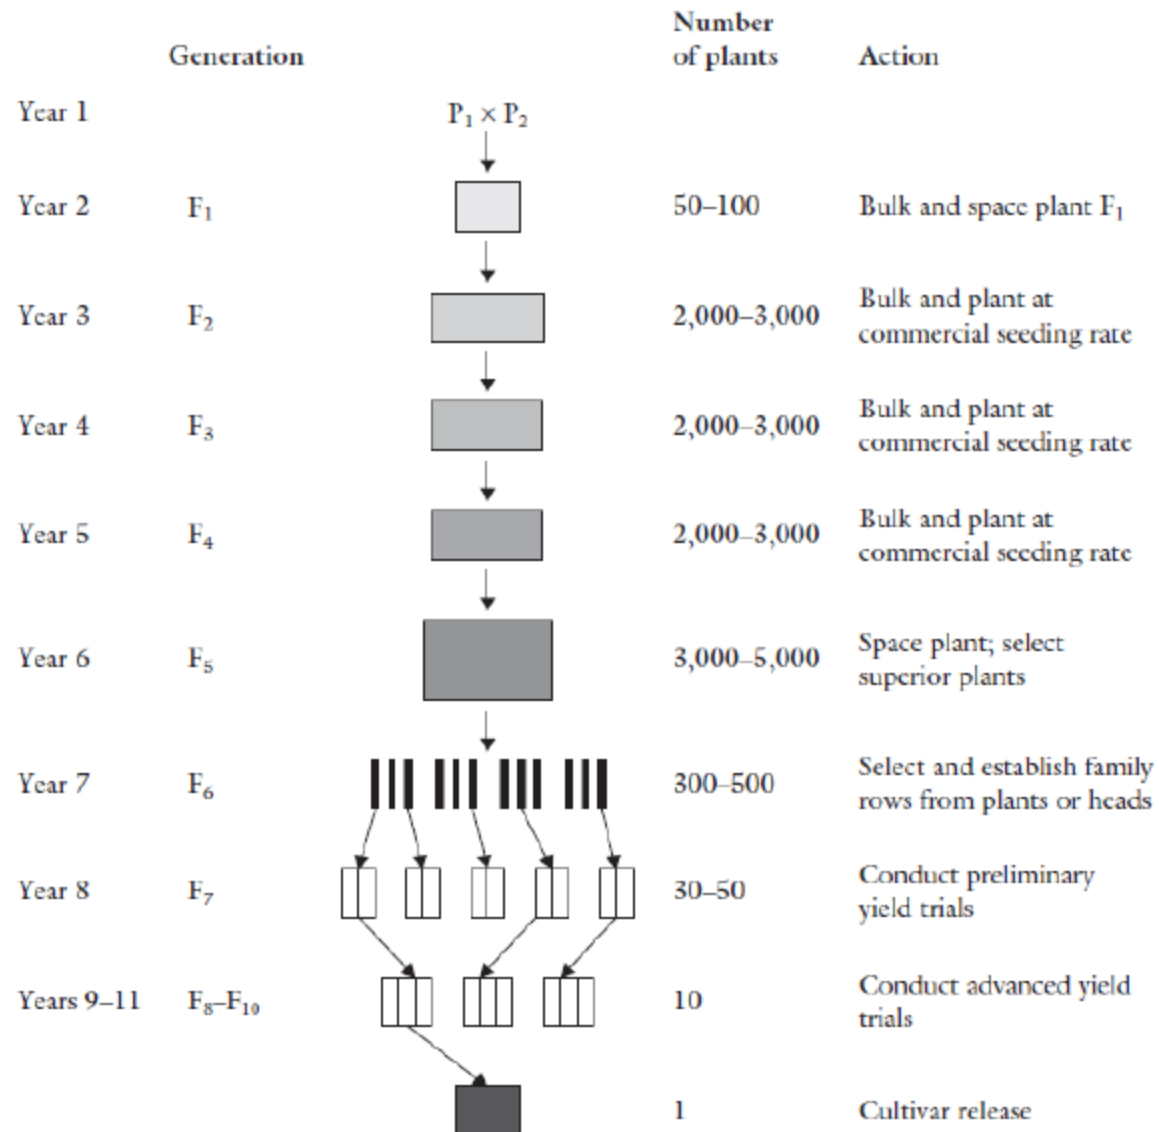 Generation Number of plants Action
Year 1 P₁ × P₂
Year 2 F₁ 50–100 Bulk and space plant F₁
Year 3 F₂ 2,000–3,000 Bulk and plant at
commercial seeding rate
Year 4 F₃ 2,000–3,000 Bulk and plant at
commercial seeding rate
Year 5 F₄ 2,000–3,000 Bulk and plant at
commercial seeding rate
Year 6 F₅ 3,000–5,000 Space plant; select
superior plants
Year 7 F₆ 300–500 Select and establish family
rows from plants or heads
Year 8 F₇ 30–50 Conduct preliminary
yield trials
Years 9–11 F₈–F₁₀ 10 Conduct advanced yield
trials
1 Cultivar release